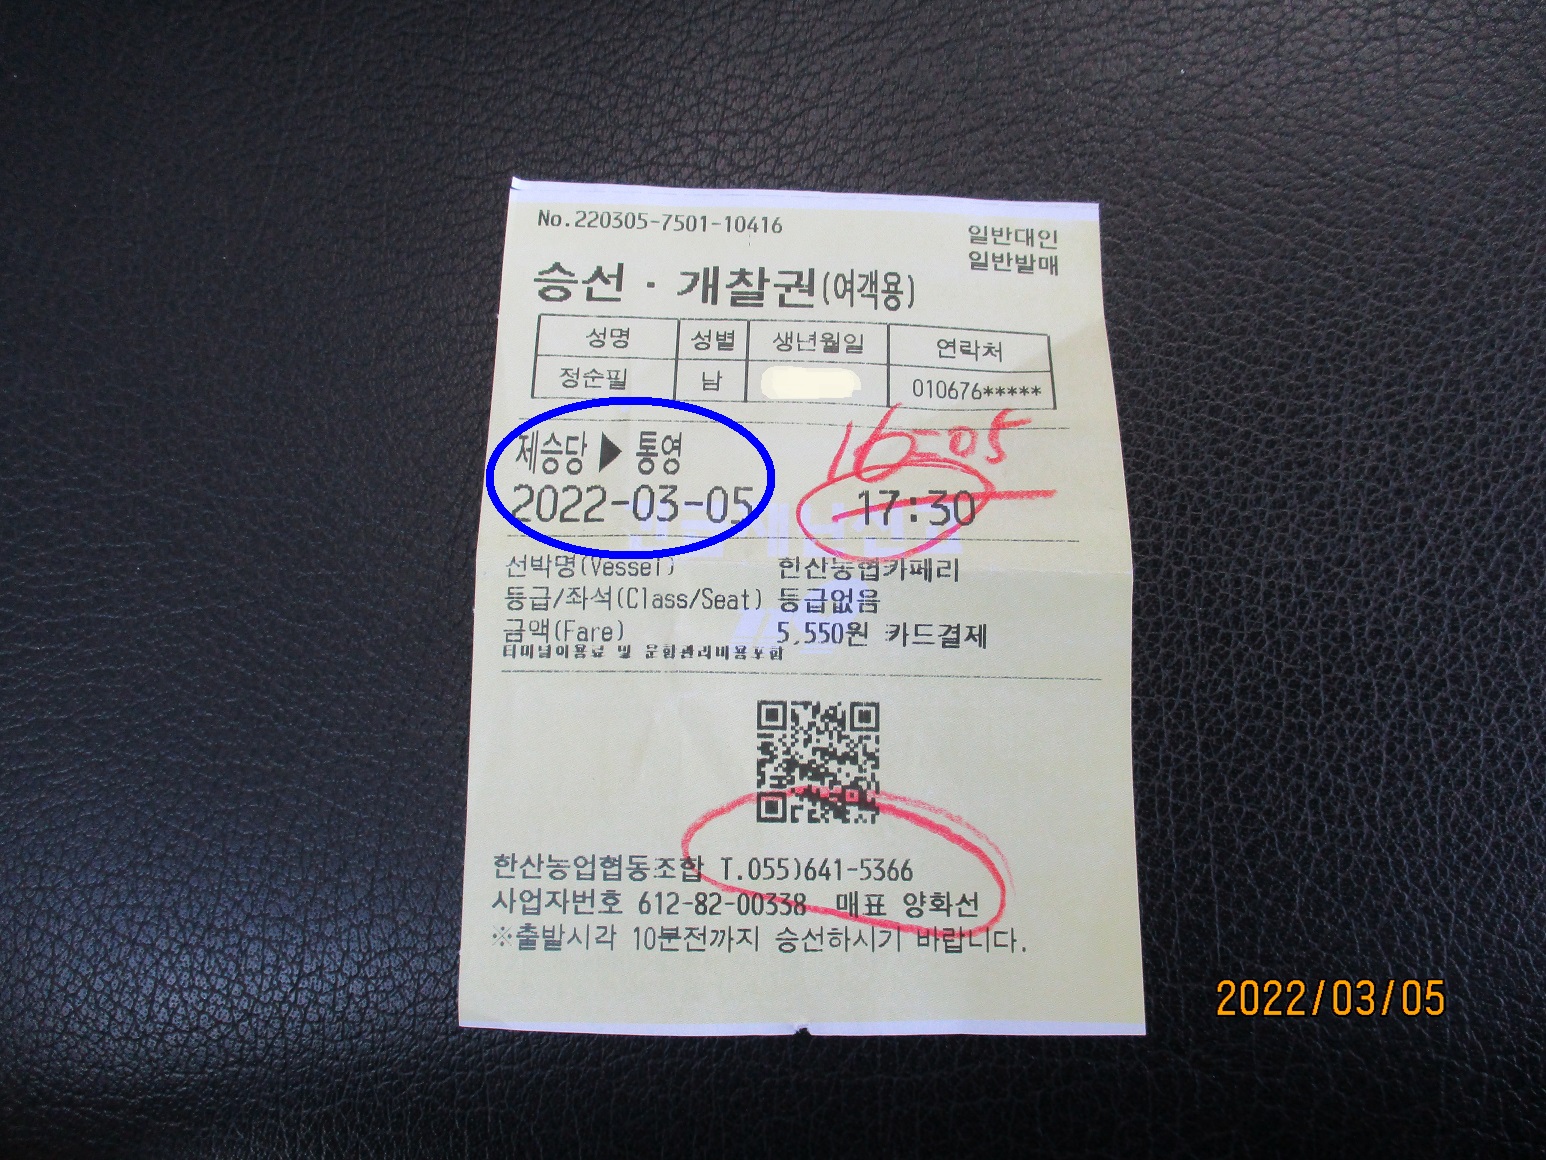 No.220305-7501-10416
일반대인
일반발매
승선·개찰권(여객용)
성명 성별 생년월일 연락처
정순필 남 010676*****
16-05
제승당 ▶ 통영
2022-03-05 17:30
선박명(Vessel) 한산농협카페리
등급/좌석(Class/Seat) 등급없음
금액(Fare) 5,550원 카드결제
터미널이용료 및 문화관리비용포함
한산농업협동조합 T.055)641-5366
사업자번호 612-82-00338 매표 양화선
※출발시각 10분전까지 승선하시기 바랍니다.
2022/03/05